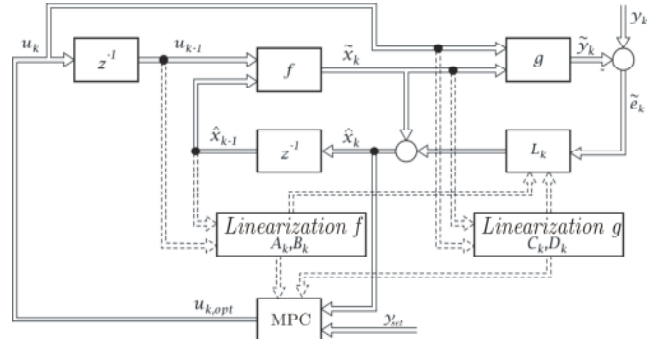 y_k
u_k
z^-1
u_k-1
f
x̃_k
g
ỹ_k
ẽ_k
x̂_k-1
z^-1
x̂_k
L_k
Linearization f
A_k,B_k
Linearization g
C_k,D_k
u_k,opt
MPC
y_set